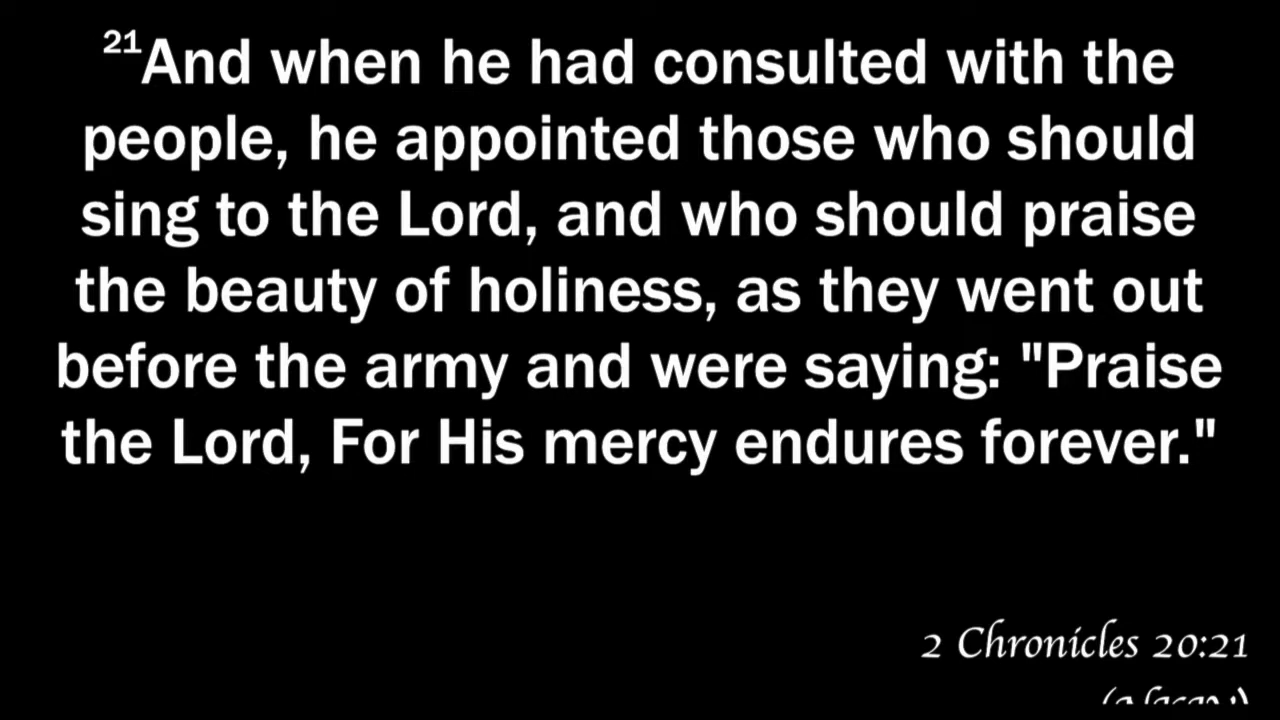 21And when he had consulted with the
people, he appointed those who should
sing to the Lord, and who should praise
the beauty of holiness, as they went out
before the army and were saying: "Praise
the Lord, For His mercy endures forever."
2 Chronicles 20:21